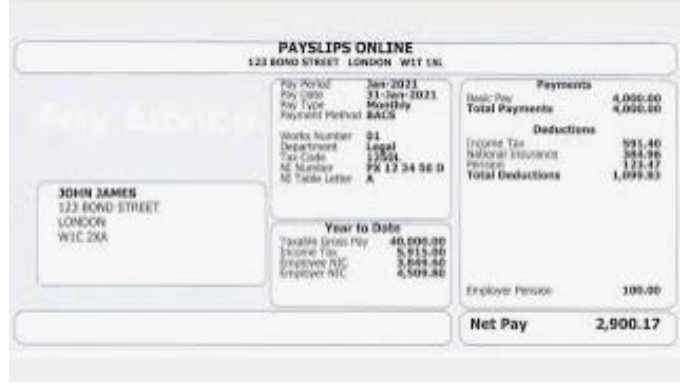 PAYSLIPS ONLINE
123 BOND STREET LONDON W1T 1SL
Pay Period Jan-2021
Pay Date 31-Jan-2021
Pay Type Monthly
Payment Method BACS
Works Number 01
Department Legal
Tax Code 1250L
NI Number PX 12 34 56 D
NI Table Letter A
JOHN JAMES
123 BOND STREET
LONDON
W1C 2XA
Year to Date
Taxable Gross Pay 40,000.00
Income Tax 5,915.00
Employee NIC 3,849.60
Employer NIC 4,509.80
Payments
Basic Pay 4,000.00
Total Payments 4,000.00
Deductions
Income Tax 591.40
National Insurance 384.96
Pension 123.47
Total Deductions 1,099.83
Employer Pension 100.00
Net Pay 2,900.17